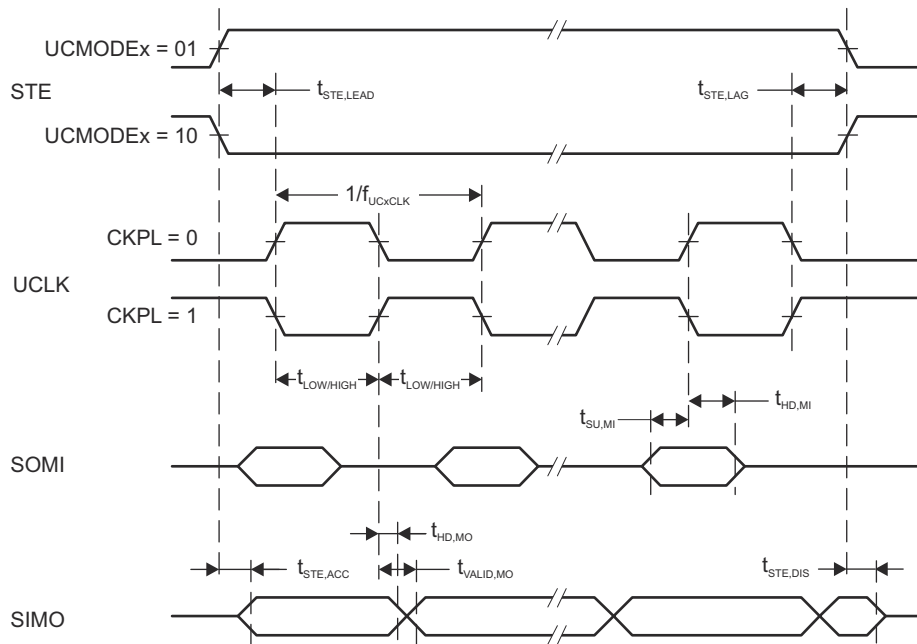 UCMODEx = 01
STE
t_STE,LEAD
t_STE,LAG
UCMODEx = 10
1/f_UCxCLK
CKPL = 0
UCLK
CKPL = 1
t_LOW/HIGH t_LOW/HIGH
t_HD,MI
t_SU,MI
SOMI
t_HD,MO
t_STE,ACC
t_VALID,MO
t_STE,DIS
SIMO